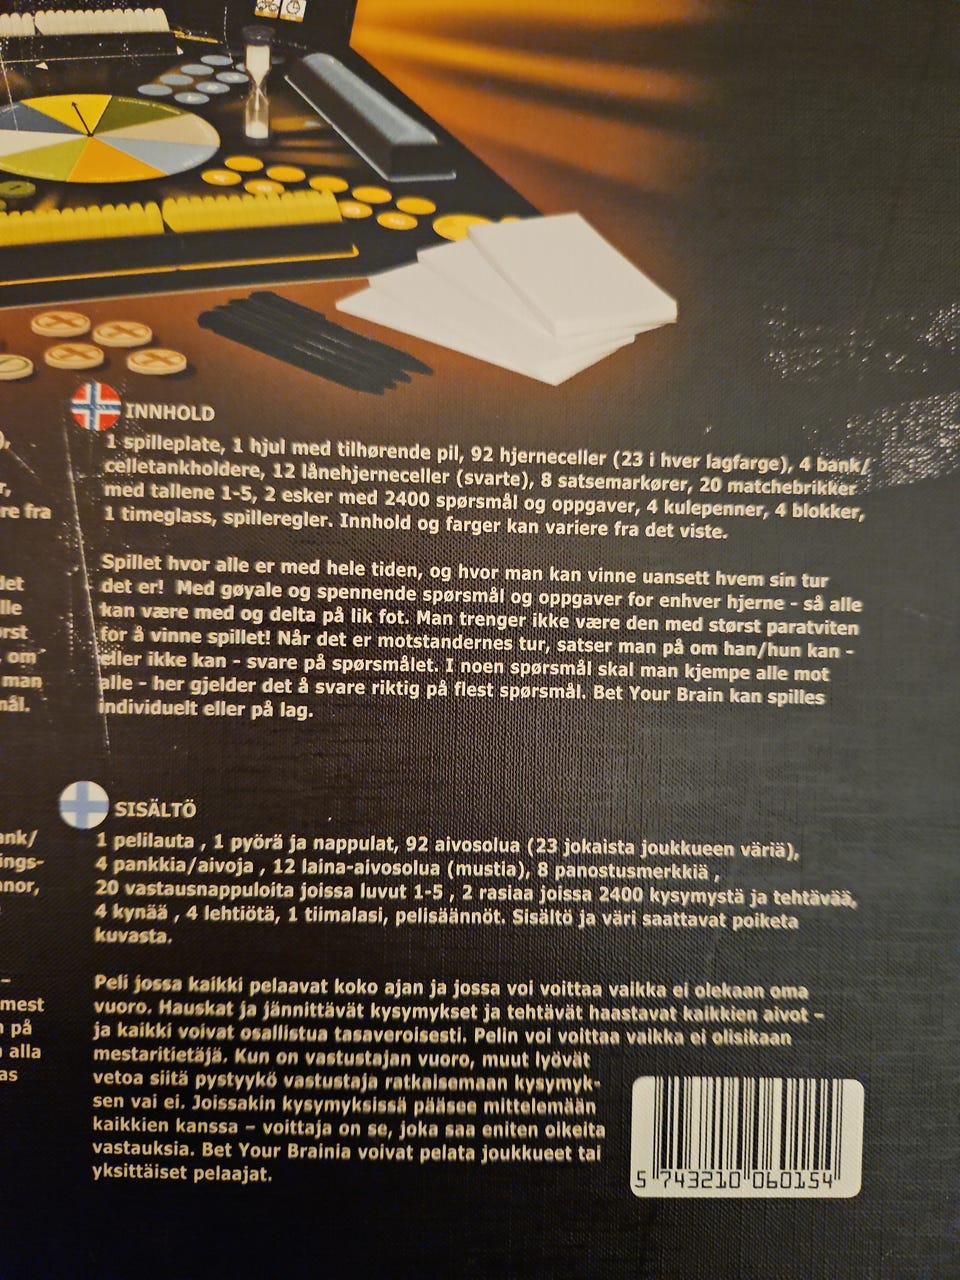 INNHOLD
1 spilleplate, 1 hjul med tilhørende pil, 92 hjerneceller (23 i hver lagfarge), 4 bank/
celletankholdere, 12 lånehjerneceller (svarte), 8 satsemarkører, 20 matchebrikker
med tallene 1-5, 2 esker med 2400 spørsmål og oppgaver, 4 kulepenner, 4 blokker,
1 timeglass, spilleregler. Innhold og farger kan variere fra det viste.
Spillet hvor alle er med hele tiden, og hvor man kan vinne uansett hvem sin tur
det er! Med gøyale og spennende spørsmål og oppgaver for enhver hjerne - så alle
kan være med og delta på lik fot. Man trenger ikke være den med størst paratviten
for å vinne spillet! Når det er motstandernes tur, satser man på om han/hun kan -
eller ikke kan - svare på spørsmålet. I noen spørsmål skal man kjempe alle mot
alle - her gjelder det å svare riktig på flest spørsmål. Bet Your Brain kan spilles
individuelt eller på lag.
SISÄLTÖ
1 pelilauta , 1 pyörä ja nappulat, 92 aivosolua (23 jokaista joukkueen väriä),
4 pankkia/aivoja , 12 laina-aivosolua (mustia), 8 panostusmerkkiä ,
20 vastausnappuloita joissa luvut 1-5 , 2 rasiaa joissa 2400 kysymystä ja tehtävää,
4 kynää , 4 lehtiötä, 1 tiimalasi, pelisäännöt. Sisältö ja väri saattavat poiketa
kuvasta.
Peli jossa kaikki pelaavat koko ajan ja jossa voi voittaa vaikka ei olekaan oma
vuoro. Hauskat ja jännittävät kysymykset ja tehtävät haastavat kaikkien aivot –
ja kaikki voivat osallistua tasaveroisesti. Pelin voi voittaa vaikka ei olisikaan
mestaritietäjä. Kun on vastustajan vuoro, muut lyövät
vetoa siitä pystyykö vastustaja ratkaisemaan kysymyk-
sen vai ei. Joissakin kysymyksissä pääsee mittelemään
kaikkien kanssa – voittaja on se, joka saa eniten oikeita
vastauksia. Bet Your Brainia voivat pelata joukkueet tai
yksittäiset pelaajat.
5 743210 060154
re fra
om
man
ank/
ings-
mest
på
alla